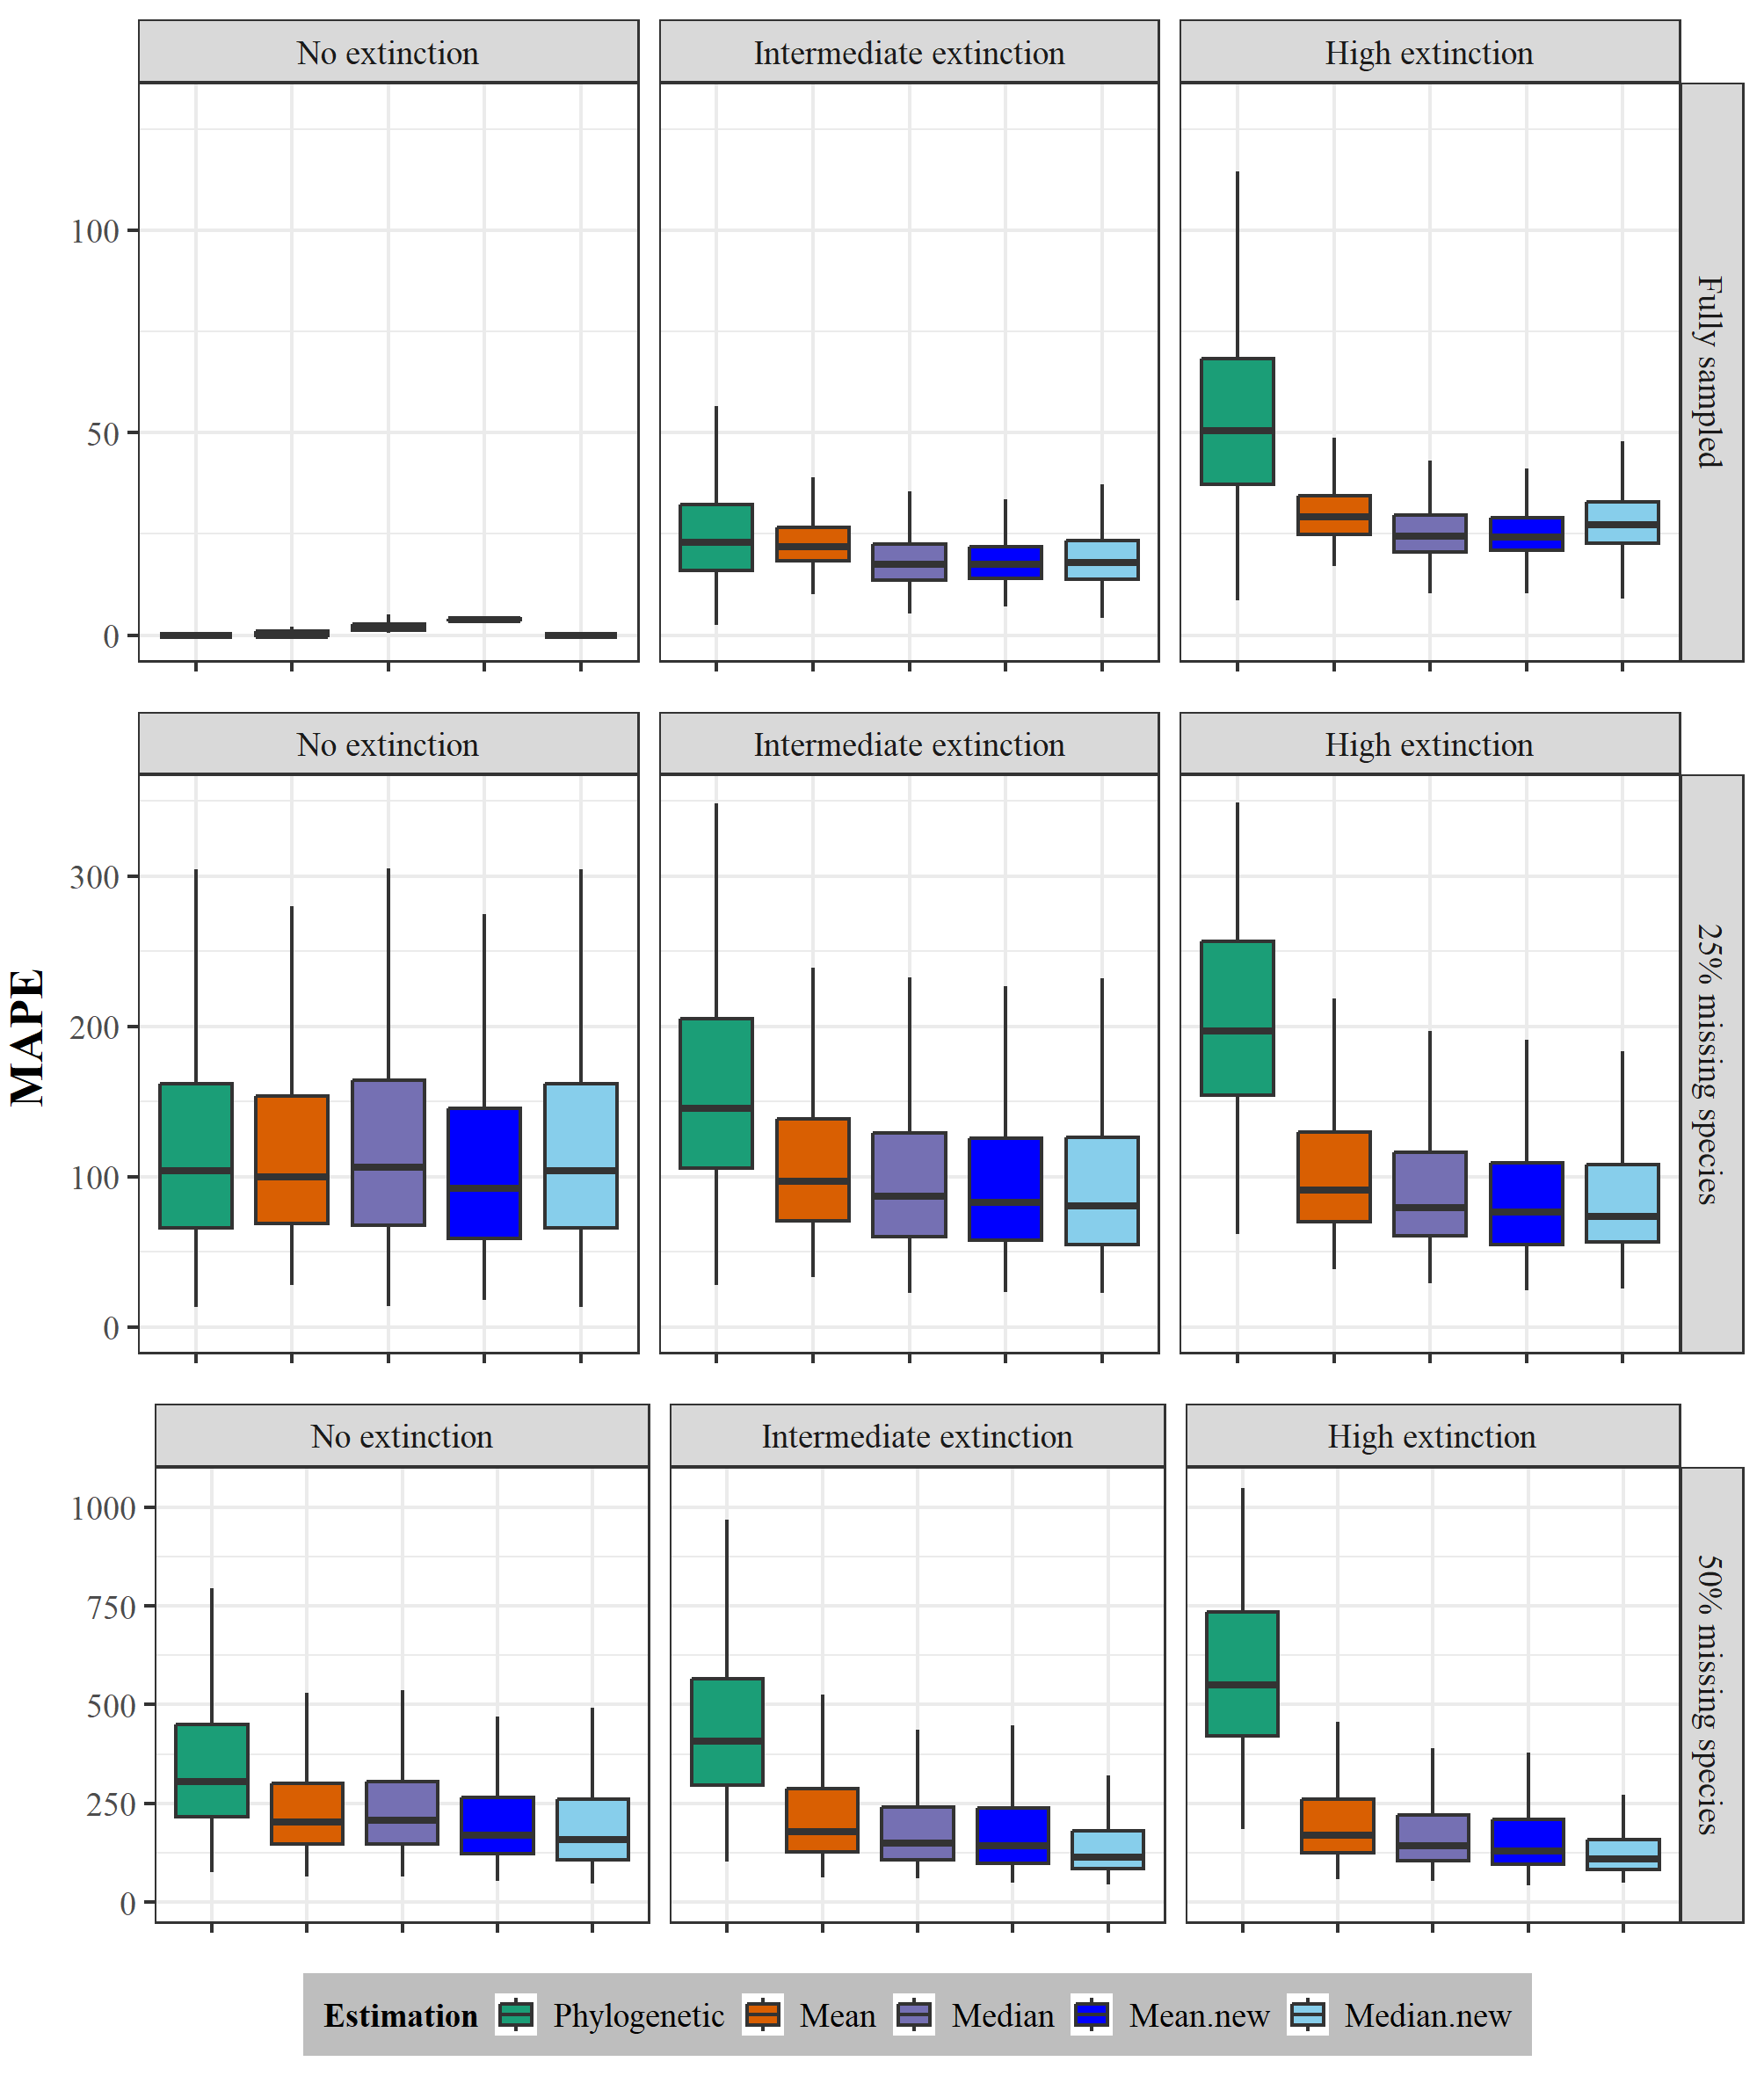 No extinction
Intermediate extinction
High extinction
100
50
0
Fully sampled
No extinction
Intermediate extinction
High extinction
300
200
100
0
25% missing species
MAPE
No extinction
Intermediate extinction
High extinction
1000
750
500
250
0
50% missing species
Estimation Phylogenetic Mean Median Mean.new Median.new